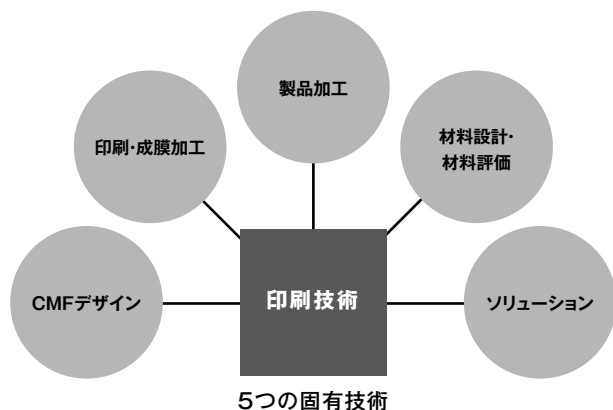 製品加工
印刷・成膜加工
材料設計・
材料評価
CMFデザイン
印刷技術
ソリューション
5つの固有技術